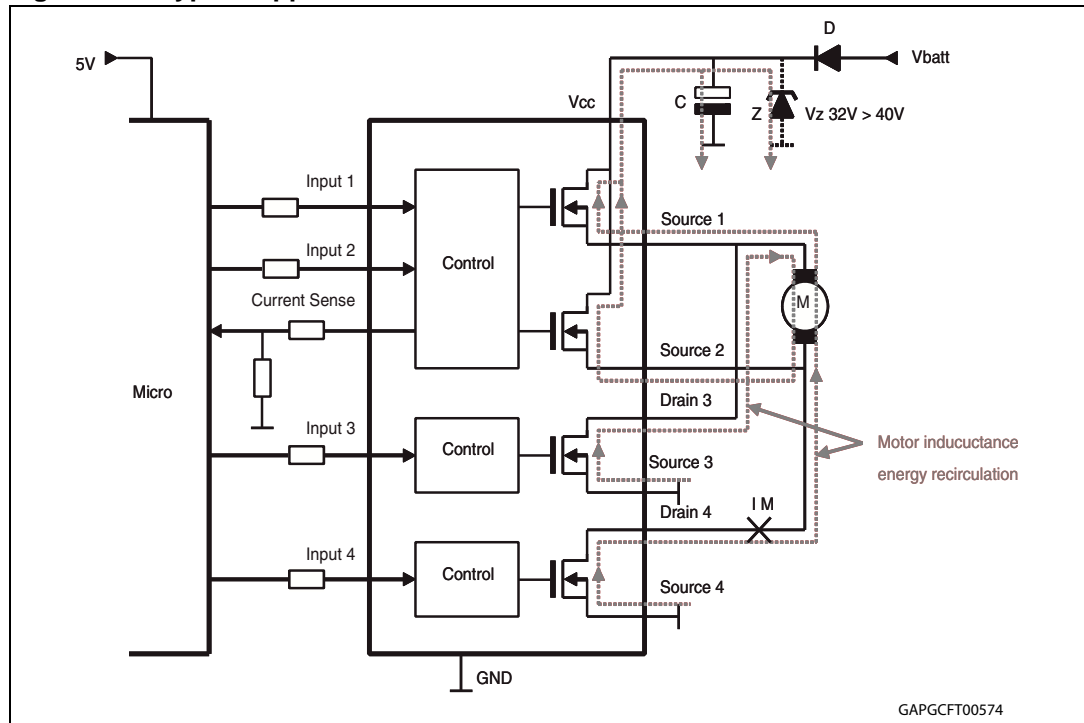 5V
D
Vbatt
Vcc
C
Z
Vz 32V > 40V
Input 1
Source 1
Input 2
Control
Current Sense
M
Source 2
Micro
Drain 3
Input 3
Control
Source 3
Motor inducuctance
energy recirculation
Drain 4
I M
Input 4
Control
Source 4
GND
GAPGCFT00574